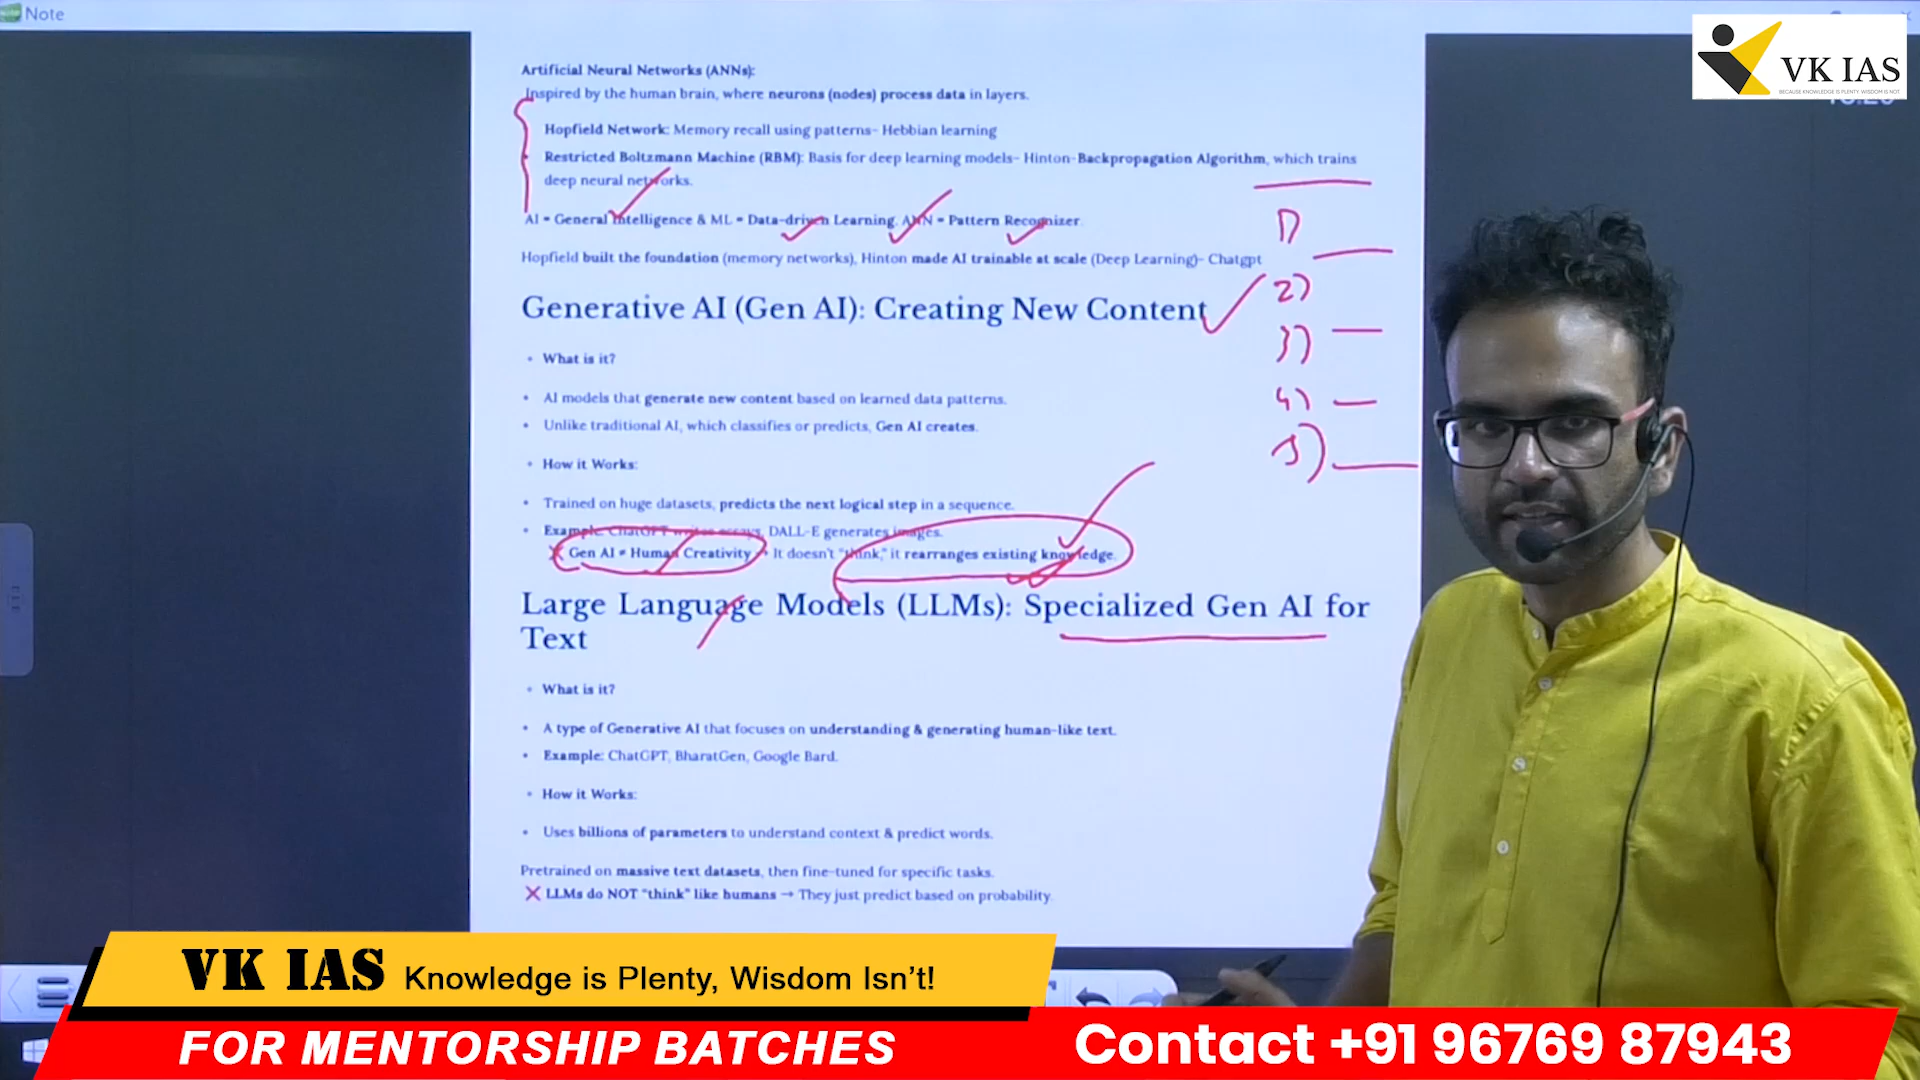 Note
VK IAS
BECAUSE KNOWLEDGE IS PLENTY, WISDOM IS NOT
Artificial Neural Networks (ANNs):
Inspired by the human brain, where neurons (nodes) process data in layers.
Hopfield Network: Memory recall using patterns- Hebbian learning
Restricted Boltzmann Machine (RBM): Basis for deep learning models- Hinton-Backpropagation Algorithm, which trains
deep neural networks.
AI = General Intelligence & ML = Data-driven Learning. ANN = Pattern Recognizer.
Hopfield built the foundation (memory networks), Hinton made AI trainable at scale (Deep Learning)- Chatgpt
1)
2)
3)
4)
5)
Generative AI (Gen AI): Creating New Content
• What is it?
• AI models that generate new content based on learned data patterns.
• Unlike traditional AI, which classifies or predicts, Gen AI creates.
• How it Works:
• Trained on huge datasets, predicts the next logical step in a sequence.
• Example: ChatGPT writes essays, DALL-E generates images.
❌ Gen AI ≠ Human Creativity → It doesn't "think," it rearranges existing knowledge.
Large Language Models (LLMs): Specialized Gen AI for
Text
• What is it?
• A type of Generative AI that focuses on understanding & generating human-like text.
• Example: ChatGPT, BharatGen, Google Bard.
• How it Works:
• Uses billions of parameters to understand context & predict words.
Pretrained on massive text datasets, then fine-tuned for specific tasks.
❌ LLMs do NOT "think" like humans → They just predict based on probability.
VK IAS Knowledge is Plenty, Wisdom Isn't!
FOR MENTORSHIP BATCHES
Contact +91 96769 87943